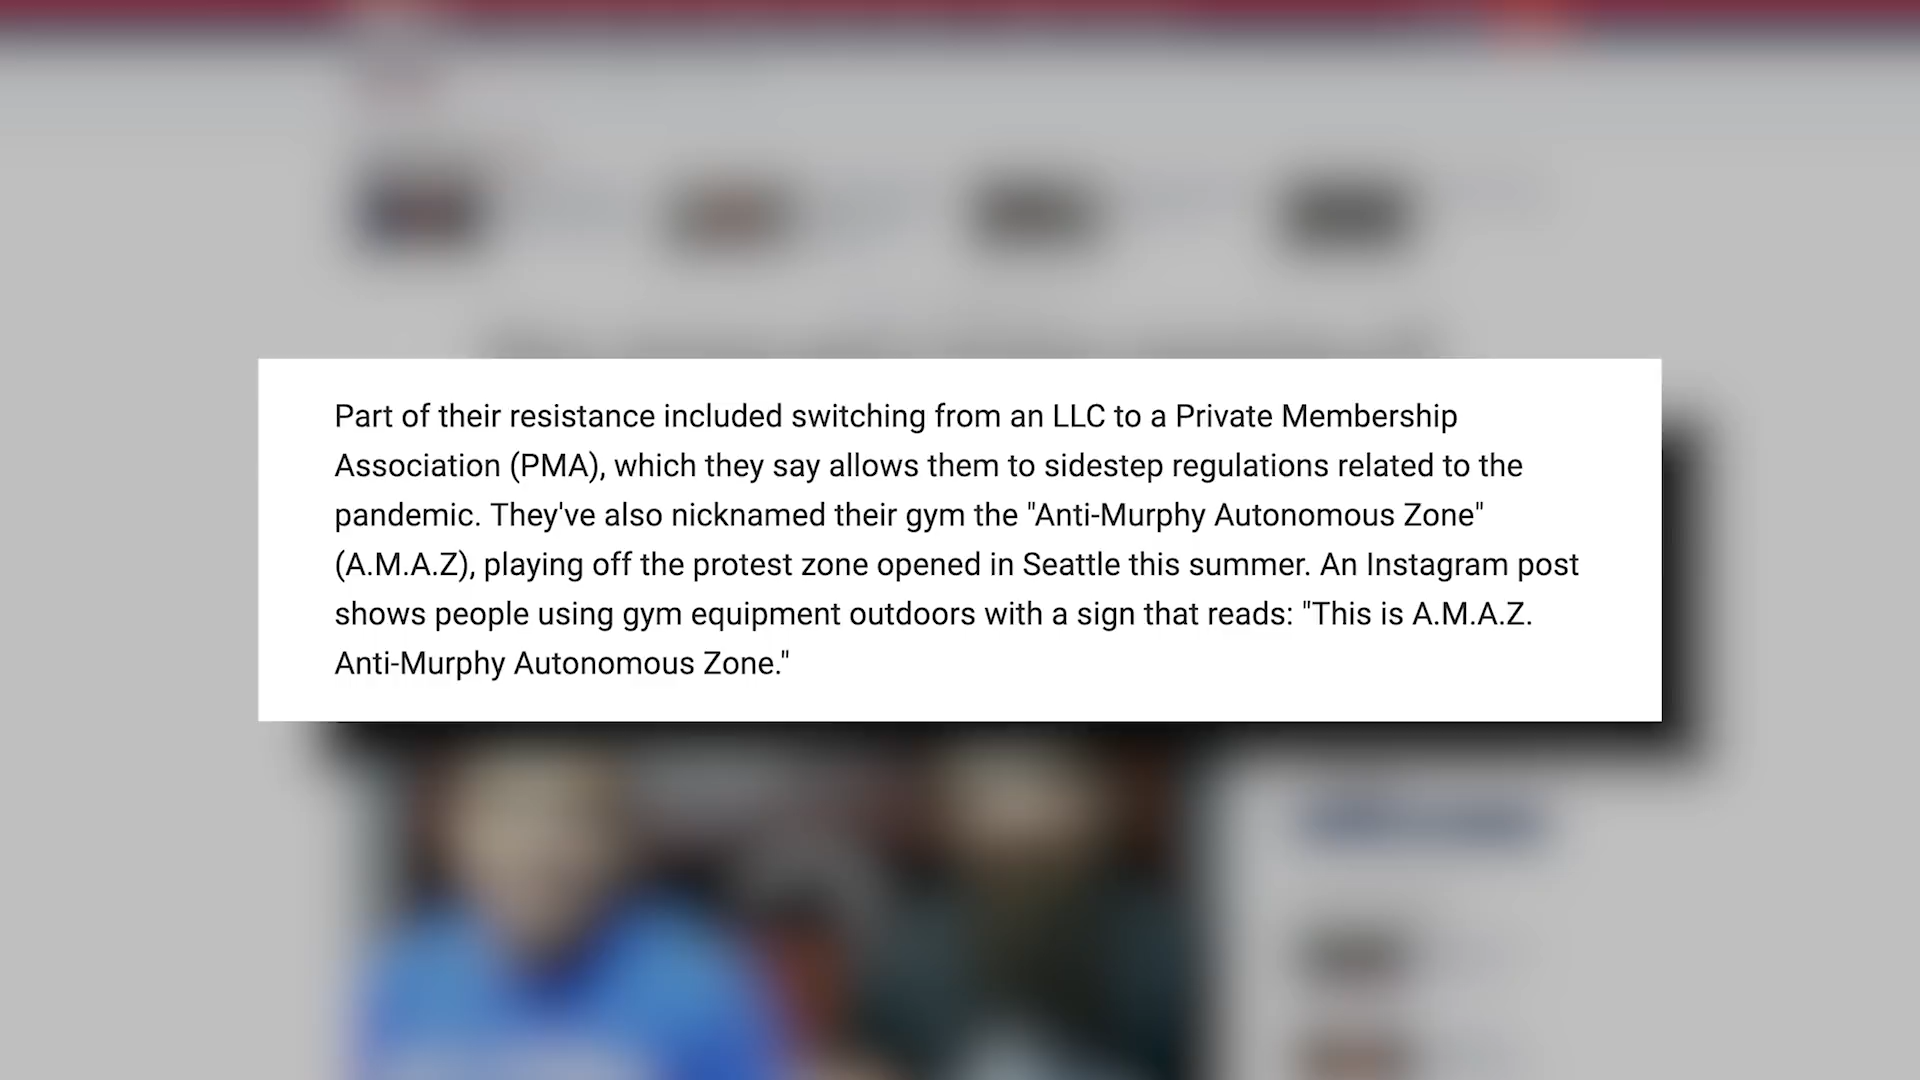 Part of their resistance included switching from an LLC to a Private Membership
Association (PMA), which they say allows them to sidestep regulations related to the
pandemic. They've also nicknamed their gym the "Anti-Murphy Autonomous Zone"
(A.M.A.Z), playing off the protest zone opened in Seattle this summer. An Instagram post
shows people using gym equipment outdoors with a sign that reads: "This is A.M.A.Z.
Anti-Murphy Autonomous Zone."